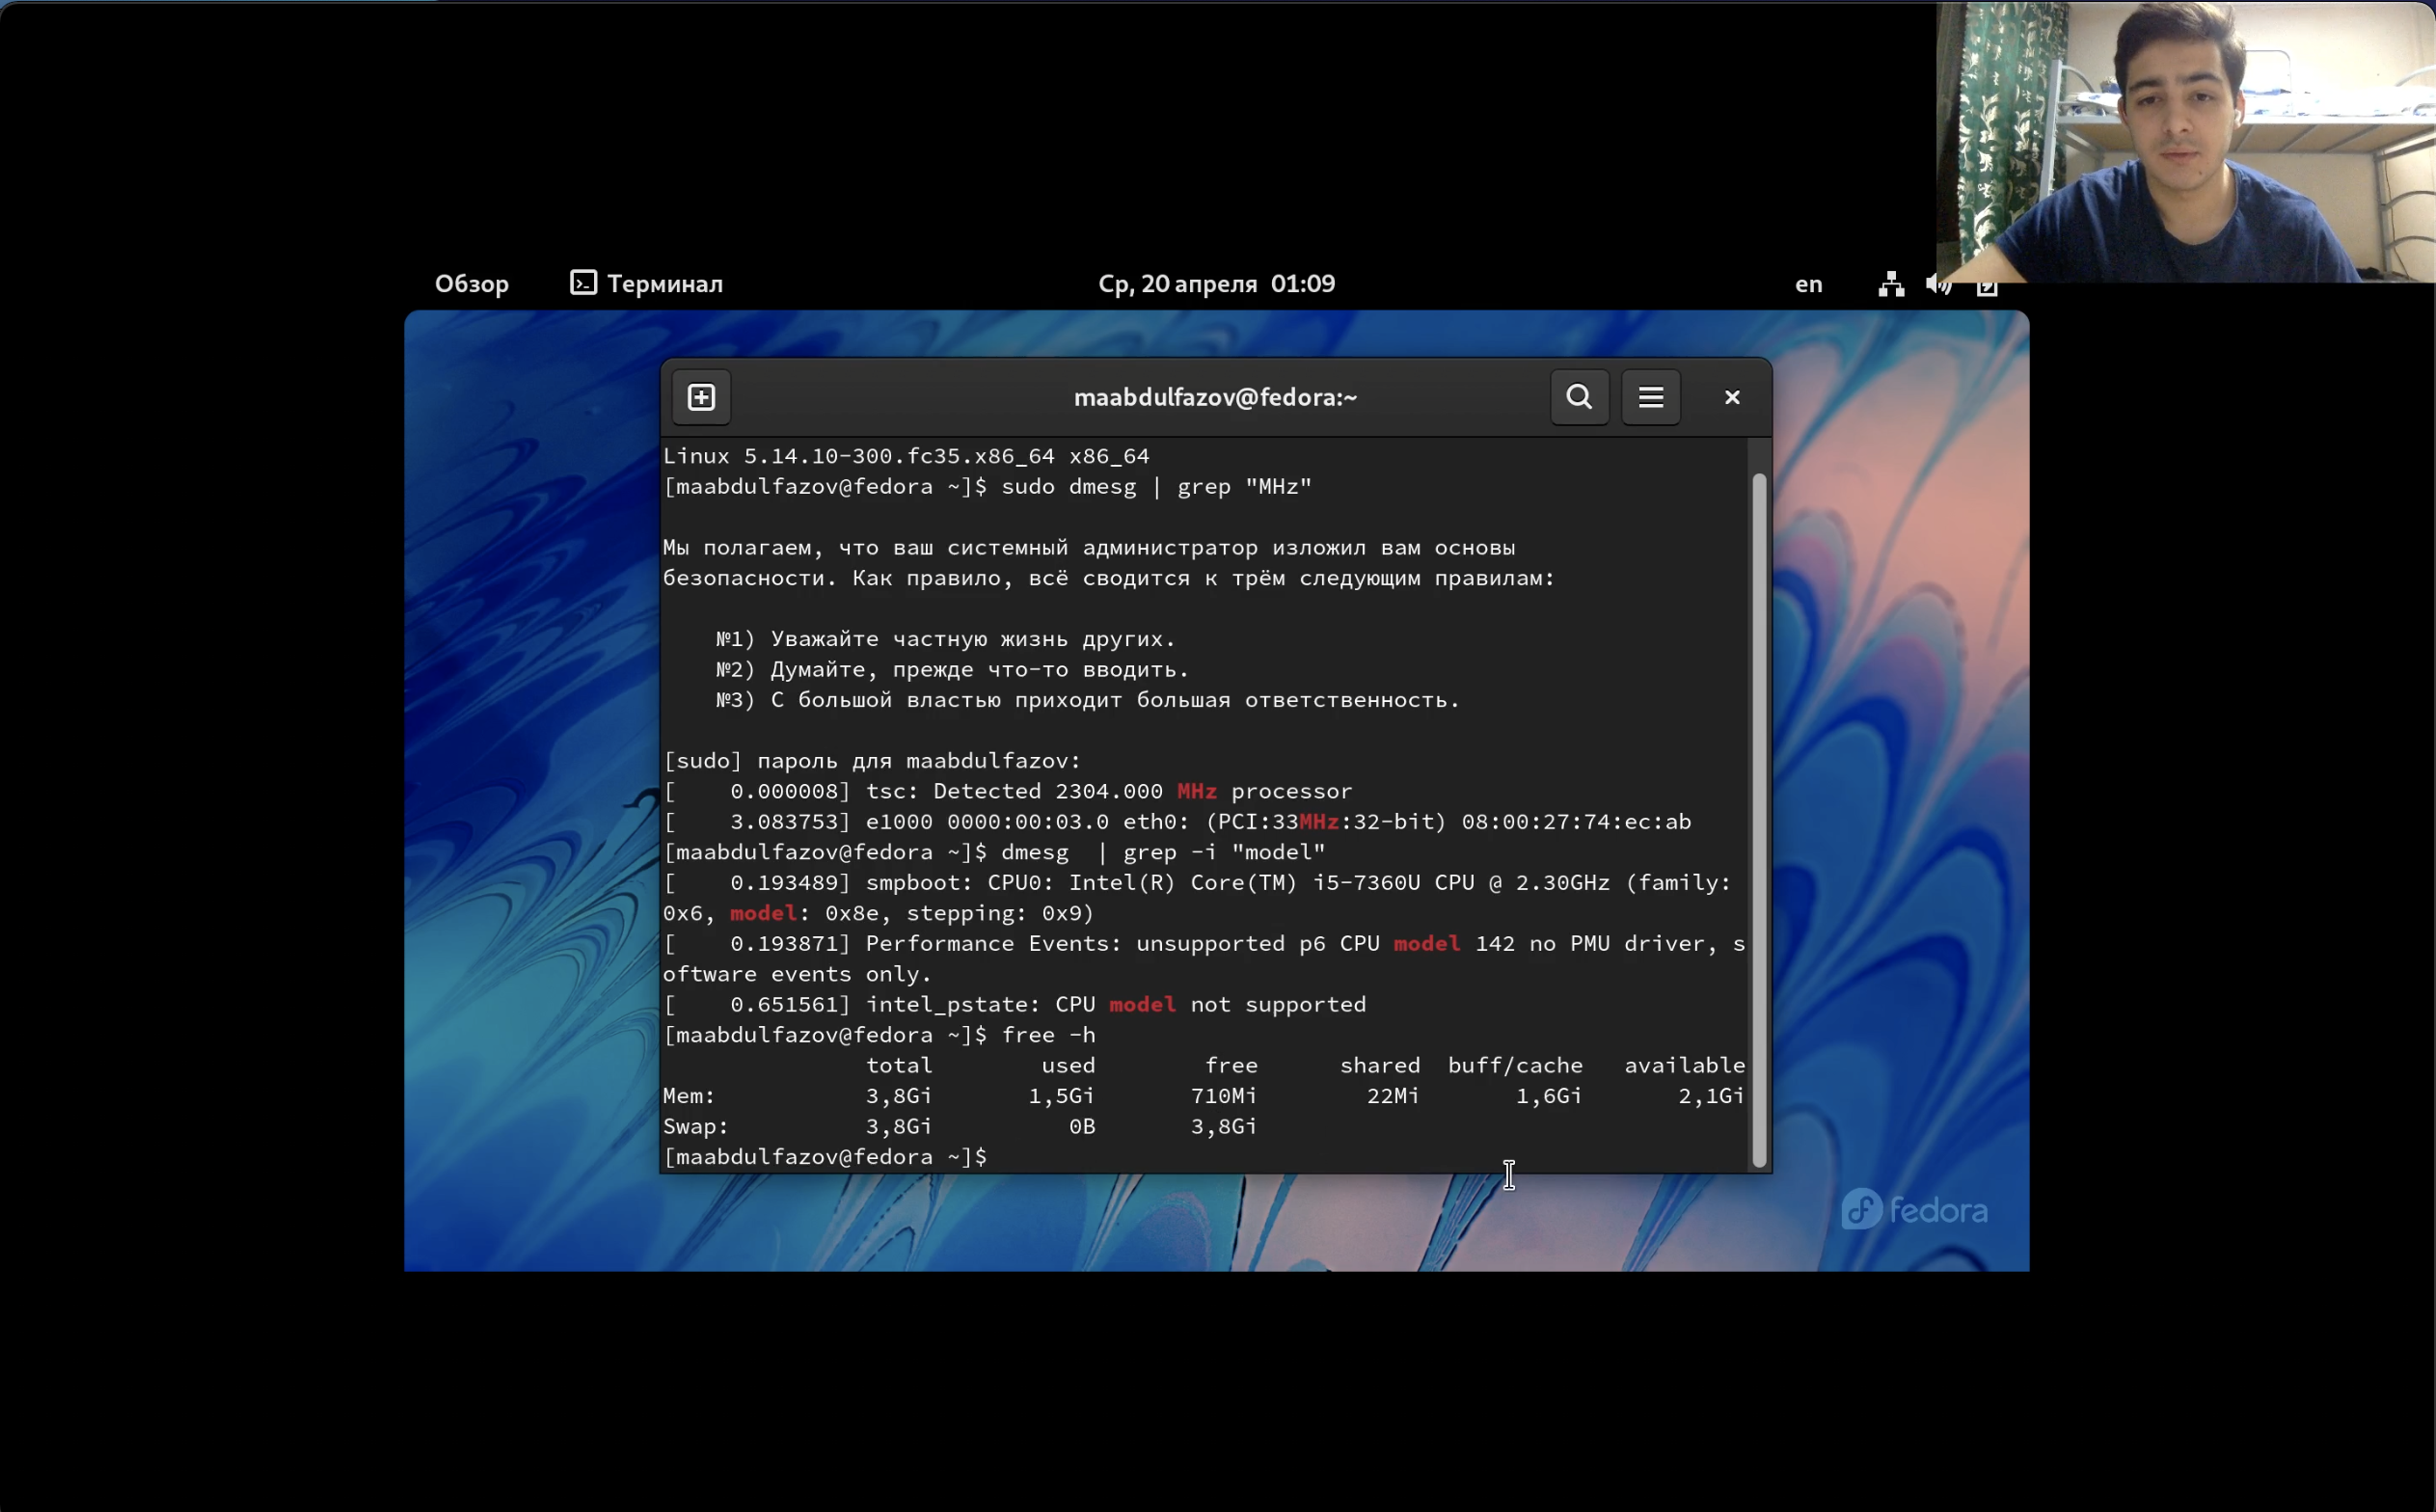 Обзор Терминал Ср, 20 апреля 01:09 en
maabdulfazov@fedora:~
Linux 5.14.10-300.fc35.x86_64 x86_64
[maabdulfazov@fedora ~]$ sudo dmesg | grep "MHz"
Мы полагаем, что ваш системный администратор изложил вам основы
безопасности. Как правило, всё сводится к трём следующим правилам:
№1) Уважайте частную жизнь других.
№2) Думайте, прежде что-то вводить.
№3) С большой властью приходит большая ответственность.
[sudo] пароль для maabdulfazov:
[    0.000008] tsc: Detected 2304.000 MHz processor
[    3.083753] e1000 0000:00:03.0 eth0: (PCI:33MHz:32-bit) 08:00:27:74:ec:ab
[maabdulfazov@fedora ~]$ dmesg  | grep -i "model"
[    0.193489] smpboot: CPU0: Intel(R) Core(TM) i5-7360U CPU @ 2.30GHz (family:
0x6, model: 0x8e, stepping: 0x9)
[    0.193871] Performance Events: unsupported p6 CPU model 142 no PMU driver, s
oftware events only.
[    0.651561] intel_pstate: CPU model not supported
[maabdulfazov@fedora ~]$ free -h
total used free shared buff/cache available
Mem: 3,8Gi 1,5Gi 710Mi 22Mi 1,6Gi 2,1Gi
Swap: 3,8Gi 0B 3,8Gi
[maabdulfazov@fedora ~]$
fedora